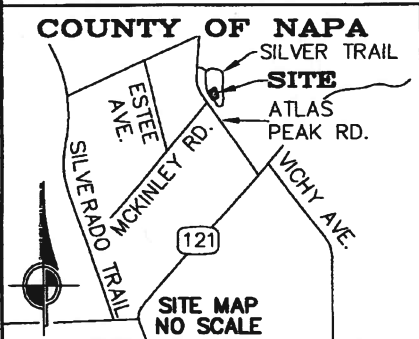 COUNTY OF NAPA
SILVER TRAIL
SITE
ATLAS
PEAK RD.
ESTEE
AVE.
MCKINLEY RD.
VICHY AVE.
SILVERADO TRAIL
121
SITE MAP
NO SCALE